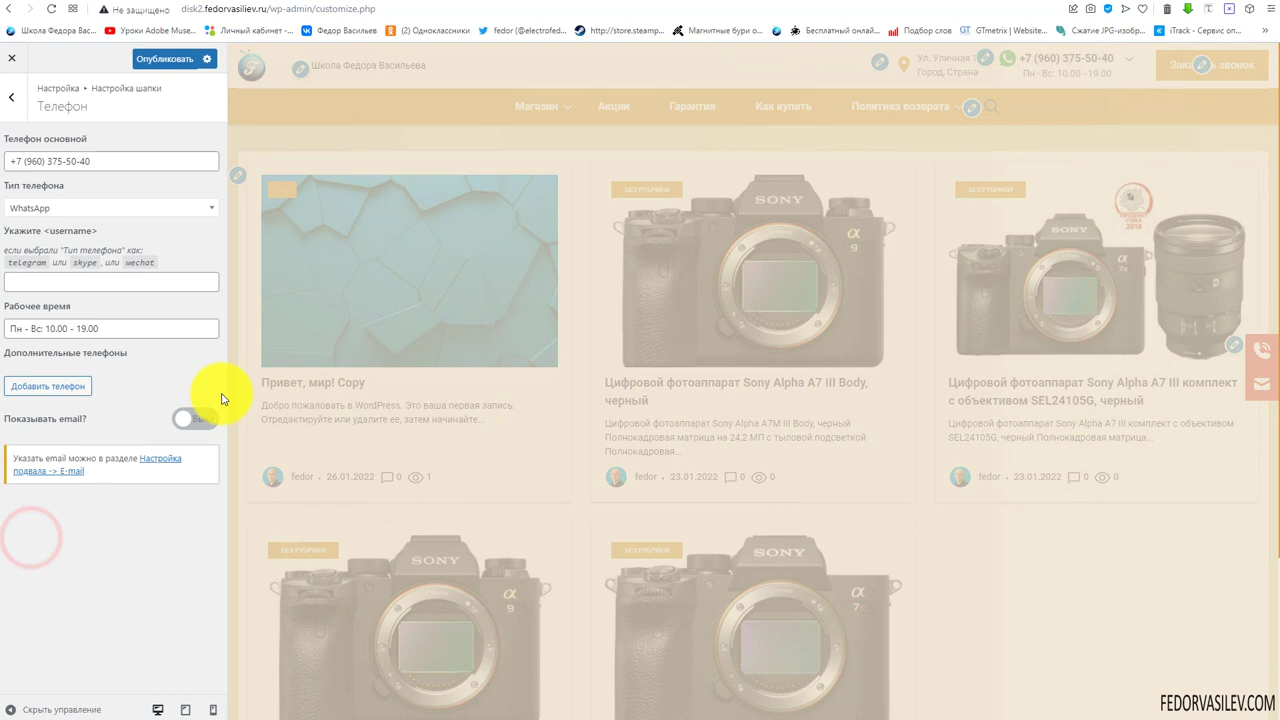 Не защищено
disk2.fedorvasiliev.ru/wp-admin/customize.php
Школа Федора Вас...
Уроки Adobe Muse...
Личный кабинет -...
Федор Васильев
(2) Одноклассники
fedor (@electrofed...
http://store.steamp...
Магнитные бури о...
Бесплатный онлай...
Подбор слов
GTmetrix | Website...
Сжатие JPG-изобр...
iTrack - Сервис оп...
Опубликовать
Настройка ▸ Настройка шапки
Телефон
Телефон основной
+7 (960) 375-50-40
Тип телефона
WhatsApp
Укажите <username>
если выбрали "Тип телефона" как:
telegram или skype, или wechat
Рабочее время
Пн - Вс: 10.00 - 19.00
Дополнительные телефоны
Добавить телефон
Показывать email?
Указать email можно в разделе Настройка
подвала -> E-mail
Скрыть управление
Школа Федора Васильева
Ул. Уличная
Город, Страна
+7 (960) 375-50-40
Пн - Вс: 10.00 - 19.00
Заказать звонок
Магазин
Акции
Гарантия
Как купить
Политика возврата
Привет, мир! Copy
Добро пожаловать в WordPress. Это ваша первая запись.
Отредактируйте или удалите ее, затем начинайте...
fedor • 26.01.2022 0 1
БЕЗ РУБРИКИ
SONY
α
9
Цифровой фотоаппарат Sony Alpha A7 III Body,
черный
Цифровой фотоаппарат Sony Alpha A7M III Body, черный
Полнокадровая матрица на 24,2 МП с тыловой подсветкой
Полнокадровая...
fedor • 23.01.2022 0 0
БЕЗ РУБРИКИ
2018
SONY
Цифровой фотоаппарат Sony Alpha A7 III комплект
с объективом SEL24105G, черный
Цифровой фотоаппарат Sony Alpha A7 III комплект с объективом
SEL24105G, черный Полнокадровая матрица...
fedor • 23.01.2022 0 0
БЕЗ РУБРИКИ
SONY
α
9
БЕЗ РУБРИКИ
SONY
α
7
FEDORVASILEV.COM